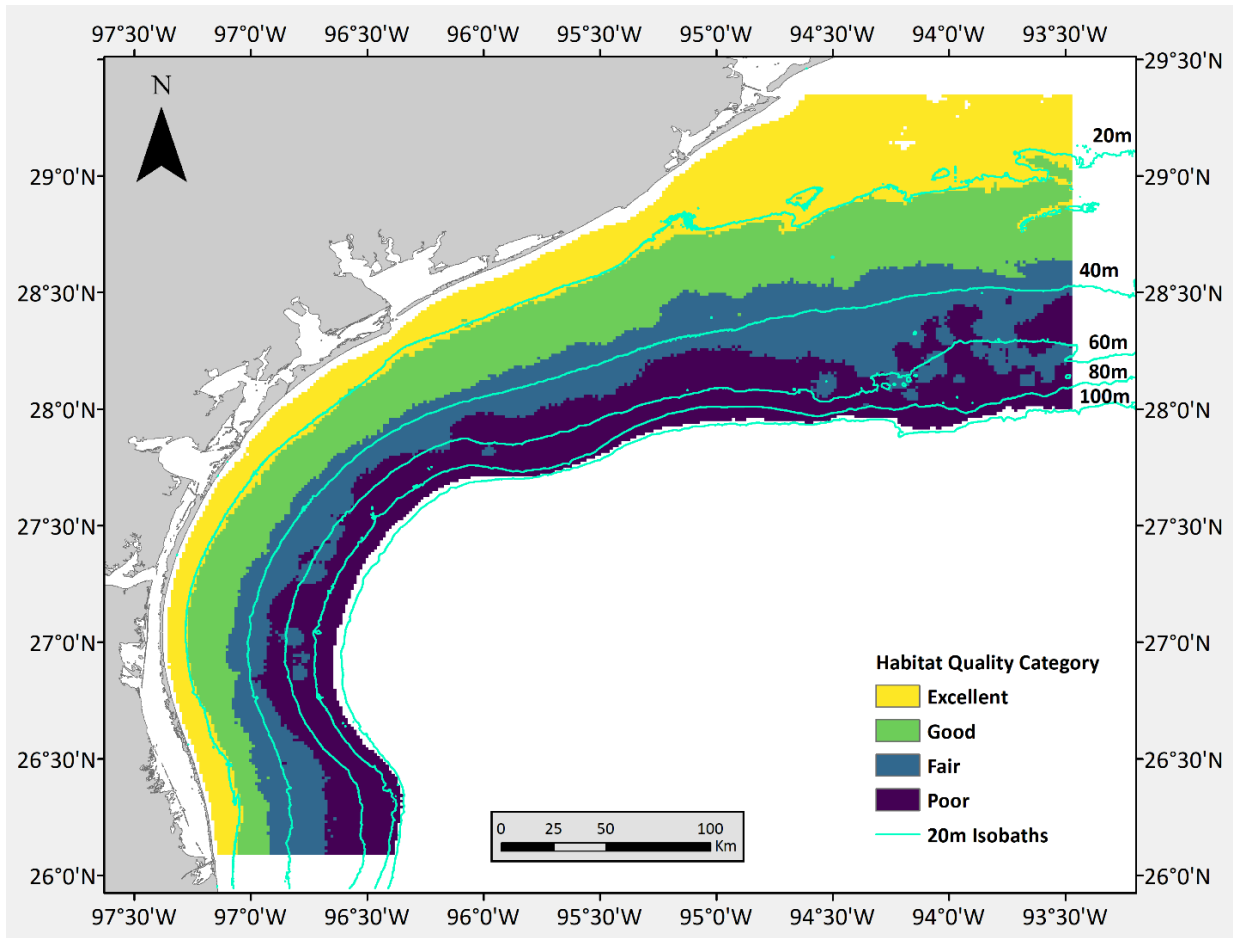 97°30'W 97°0'W 96°30'W 96°0'W 95°30'W 95°0'W 94°30'W 94°0'W 93°30'W
29°30'N
N
20m
29°0'N 29°0'N
40m
28°30'N 28°30'N
60m
80m
100m
28°0'N 28°0'N
27°30'N 27°30'N
27°0'N 27°0'N
Habitat Quality Category
Excellent
Good
26°30'N 26°30'N
Fair
Poor
20m Isobaths
0 25 50 100
Km
26°0'N 26°0'N
97°30'W 97°0'W 96°30'W 96°0'W 95°30'W 95°0'W 94°30'W 94°0'W 93°30'W